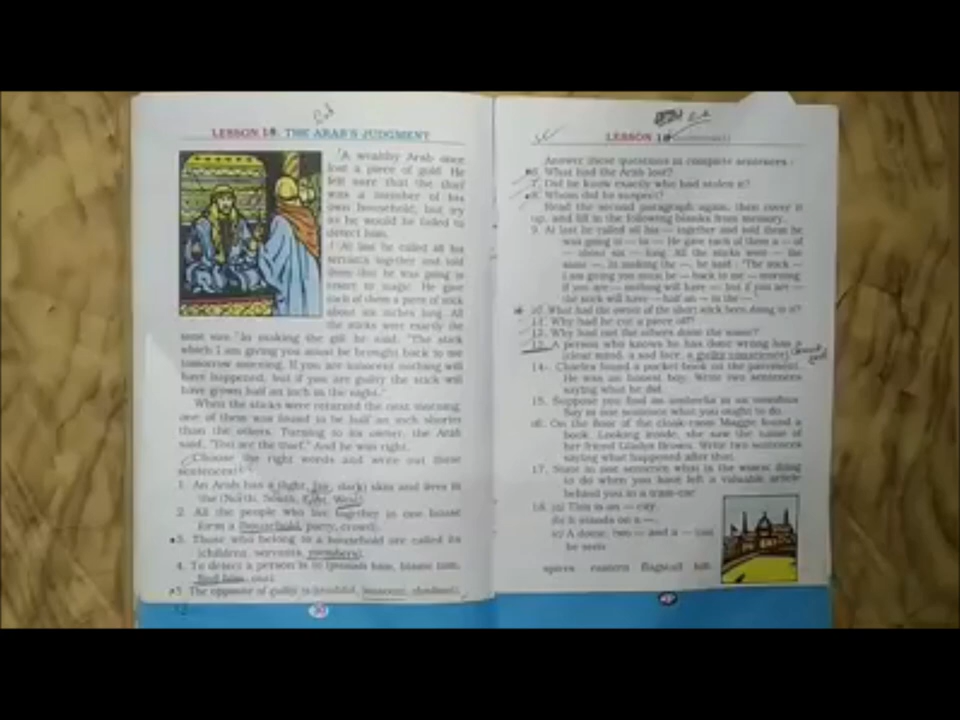 LESSON 18 THE ARAB'S JUDGMENT
A wealthy Arab once
lost a piece of gold. He
felt sure that the thief
was a member of his
own household, but try
as he would he failed to
detect him.
At last he called all his
servants together and told
them that he was going to
resort to magic. He gave
each of them a piece of stick
about six inches long. All
the sticks were exactly the
same size. In making the gift he said: "The stick
which I am giving you must be brought back to me
tomorrow morning. If you are innocent nothing will
have happened, but if you are guilty the stick will
have grown half an inch in the night."
When the sticks were returned the next morning
one of them was found to be half an inch shorter
than the others. Turning to its owner, the Arab
said, "You are the thief." And he was right.
Choose the right words and write out these
sentences:
1. An Arab has a (light, fair, dark) skin and lives in
the (North, South, East, West).
2. All the people who live together in one house
form a (household, party, crowd).
3. Those who belong to a household are called its
(children, servants, members).
4. To detect a person is to (punish him, blame him,
find him out).
5. The opposite of guilty is (truthful, innocent,
LESSON 18
Answer these questions in complete sentences:
6. What had the Arab lost?
7. Did he know exactly who had stolen it?
8. Whom did he suspect?
Read the second paragraph again, then cover it
up, and fill in the following blanks from memory.
9. At last he called all his — together and told them he
was going to — to —. He gave each of them a — of
— about six — long. All the sticks were — the
same —. In making the —, he said: "The stick —
I am giving you must be — back to me — morning.
If you are — nothing will have —, but if you are —
the stick will have — half an — in the —."
10. What had the owner of the short stick been doing to it?
11. Why had he cut a piece off?
12. Why had not the others done the same?
13. A person who knows he has done wrong has a
(clear mind, a sad face, a guilty conscience).
14. Charles found a pocket book on the pavement.
He was an honest boy. Write two sentences
saying what he did.
15. Suppose you find an umbrella in an omnibus.
Say in one sentence what you ought to do.
16. On the floor of the cloak-room Maggie found a
book. Looking inside, she saw the name of
her friend Gladys Brown. Write two sentences
saying what happened after that.
17. State in one sentence what is the wisest thing
to do when you have left a valuable article
behind you in a tram-car.
18. (a) This is an — city.
(b) It stands on a —.
(c) A dome, two — and a — can
be seen.
spires eastern flagstaff hill